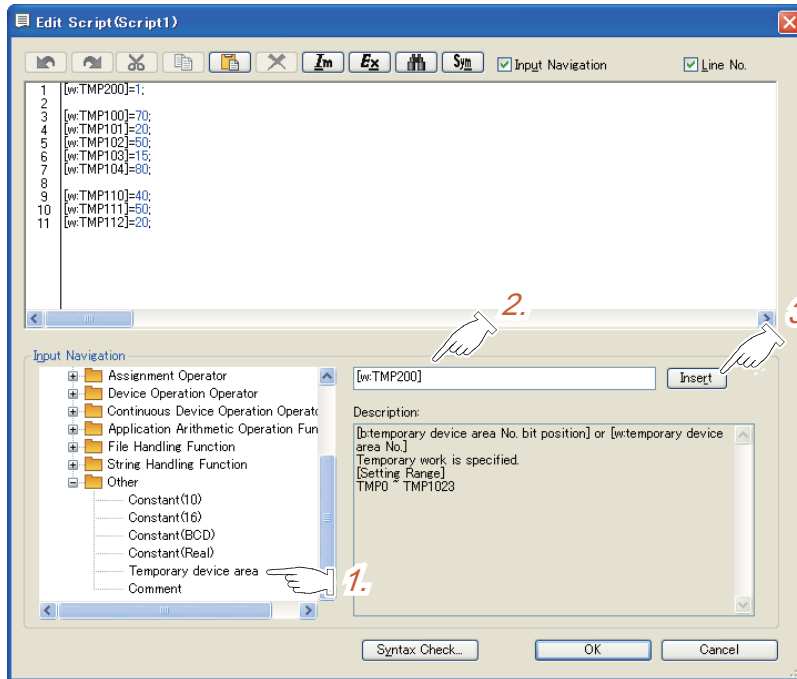 Edit Script(Script1)
Im Ex Sym Input Navigation Line No.
1 [w:TMP200]=1;
2
3 [w:TMP100]=70;
4 [w:TMP101]=20;
5 [w:TMP102]=50;
6 [w:TMP103]=15;
7 [w:TMP104]=80;
8
9 [w:TMP110]=40;
10 [w:TMP111]=50;
11 [w:TMP112]=20;
2.
3.
Input Navigation
Assignment Operator
Device Operation Operator
Continuous Device Operation Operato
Application Arithmetic Operation Fun
File Handling Function
String Handling Function
Other
Constant(10)
Constant(16)
Constant(BCD)
Constant(Real)
Temporary device area
Comment
1.
[w:TMP200] Insert
Description:
[b:temporary device area No. bit position] or [w:temporary device
area No.]
Temporary work is specified.
[Setting Range]
TMP0 ~ TMP1023
Syntax Check... OK Cancel